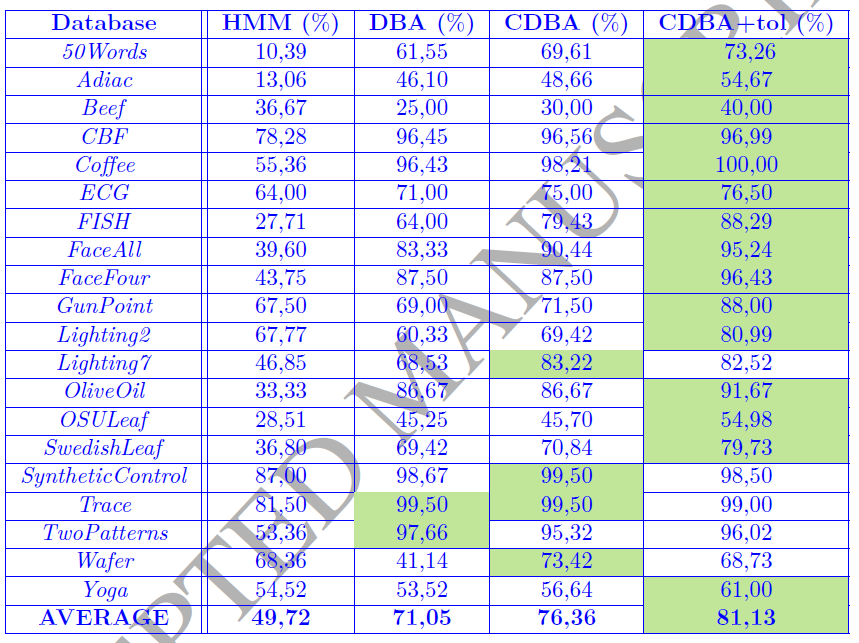 Database HMM (%) DBA (%) CDBA (%) CDBA+tol (%)
50Words 10,39 61,55 69,61 73,26
Adiac 13,06 46,10 48,66 54,67
Beef 36,67 25,00 30,00 40,00
CBF 78,28 96,45 96,56 96,99
Coffee 55,36 96,43 98,21 100,00
ECG 64,00 71,00 75,00 76,50
FISH 27,71 64,00 79,43 88,29
FaceAll 39,60 83,33 90,44 95,24
FaceFour 43,75 87,50 87,50 96,43
GunPoint 67,50 69,00 71,50 88,00
Lighting2 67,77 60,33 69,42 80,99
Lighting7 46,85 68,53 83,22 82,52
OliveOil 33,33 86,67 86,67 91,67
OSULeaf 28,51 45,25 45,70 54,98
SwedishLeaf 36,80 69,42 70,84 79,73
SyntheticControl 87,00 98,67 99,50 98,50
Trace 81,50 99,50 99,50 99,00
TwoPatterns 53,36 97,66 95,32 96,02
Wafer 68,36 41,14 73,42 68,73
Yoga 54,52 53,52 56,64 61,00
AVERAGE 49,72 71,05 76,36 81,13